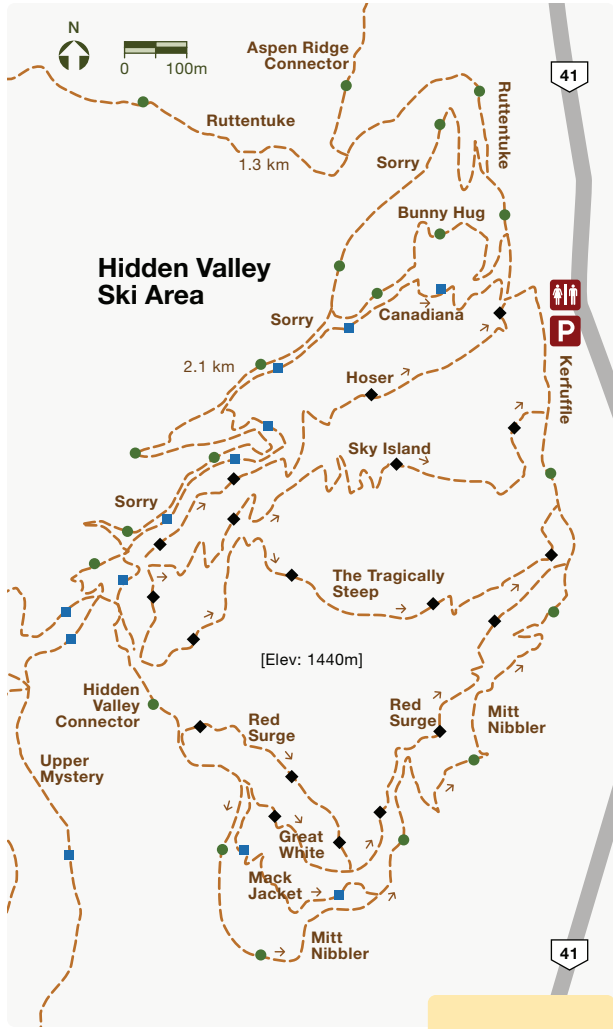 N
0 100m
Aspen Ridge
Connector
41
Ruttentuke
Ruttentuke
1.3 km
Sorry
Bunny Hug
Hidden Valley
Ski Area
Sorry
Canadiana
P
2.1 km
Hoser
Kerfuffle
Sky Island
Sorry
The Tragically
Steep
[Elev: 1440m]
Hidden
Valley
Connector
Red
Surge
Red
Surge
Mitt
Nibbler
Upper
Mystery
Great
White
Mack
Jacket
Mitt
Nibbler
41